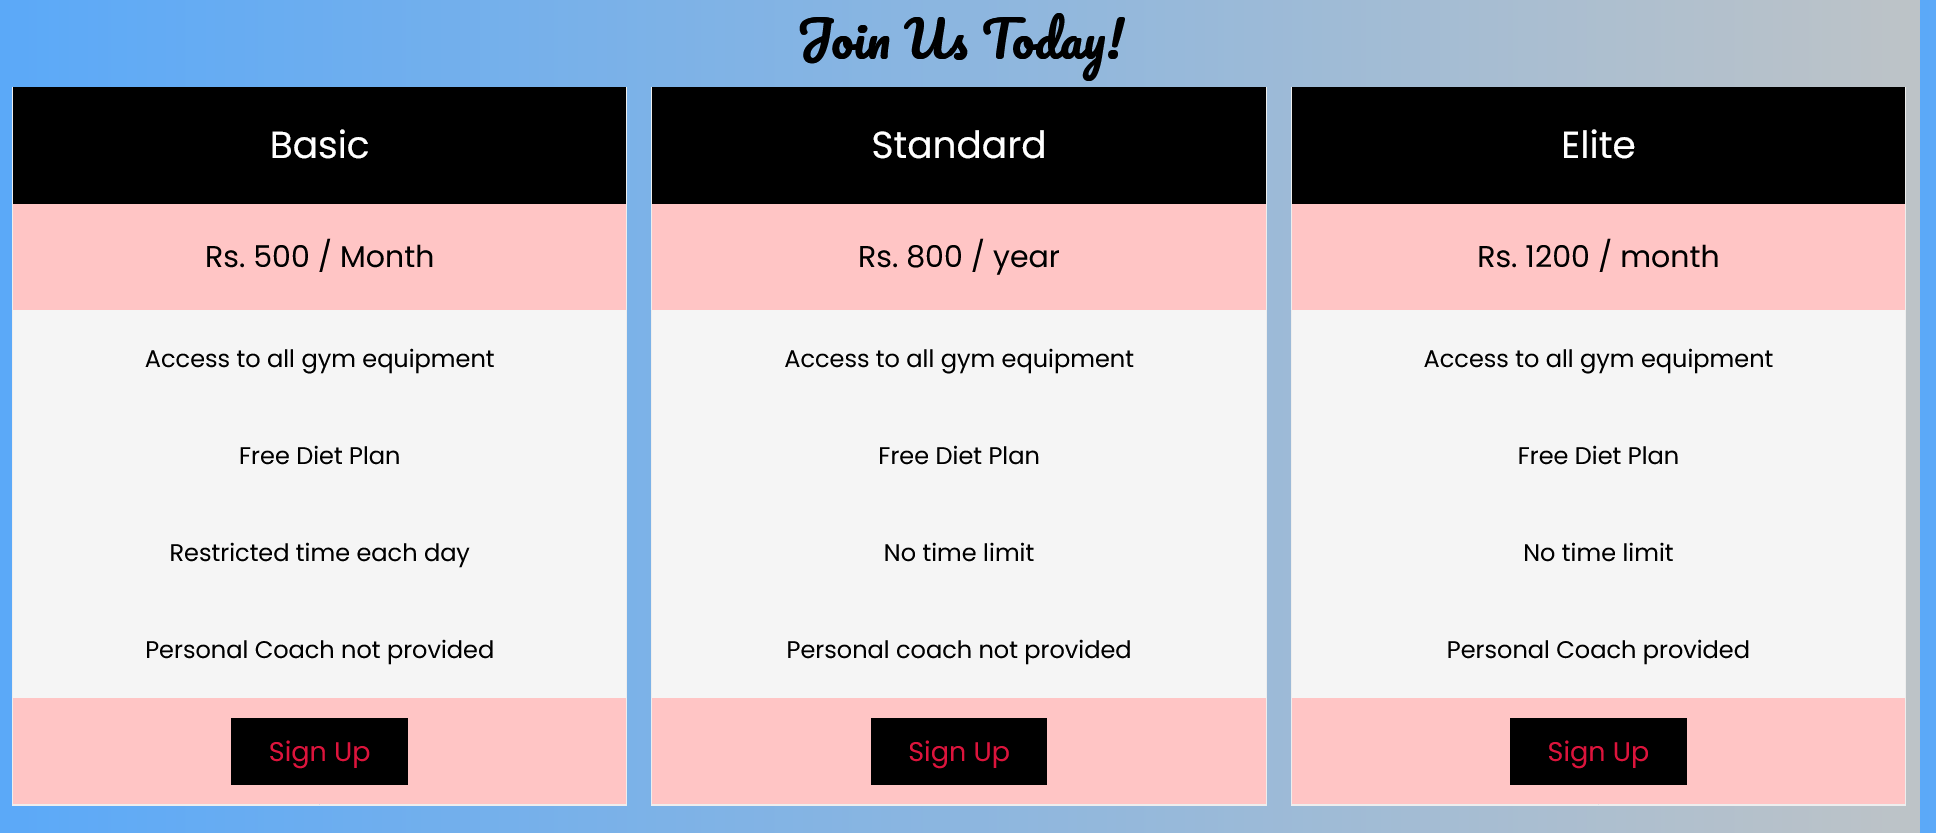 Join Us Today!
Basic
Rs. 500 / Month
Access to all gym equipment
Free Diet Plan
Restricted time each day
Personal Coach not provided
Sign Up
Standard
Rs. 800 / year
Access to all gym equipment
Free Diet Plan
No time limit
Personal coach not provided
Sign Up
Elite
Rs. 1200 / month
Access to all gym equipment
Free Diet Plan
No time limit
Personal Coach provided
Sign Up